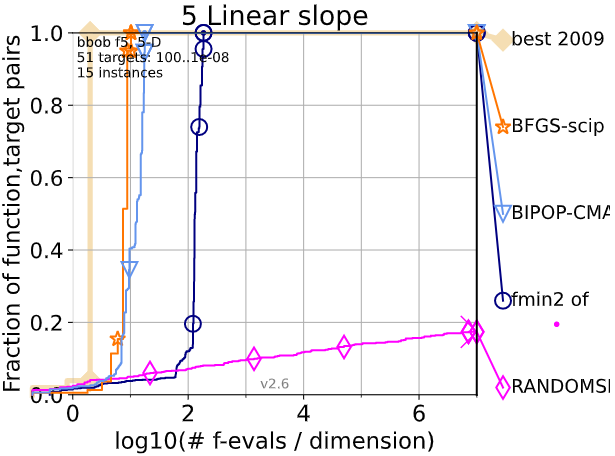 5 Linear slope
bbob f5, 5-D
51 targets: 100..1e-08
15 instances
Fraction of function,target pairs
1.0
0.8
0.6
0.4
0.2
0.0
0
2
4
6
log10(# f-evals / dimension)
v2.6
best 2009
BFGS-scip
BIPOP-CMA
fmin2 of
RANDOMSE